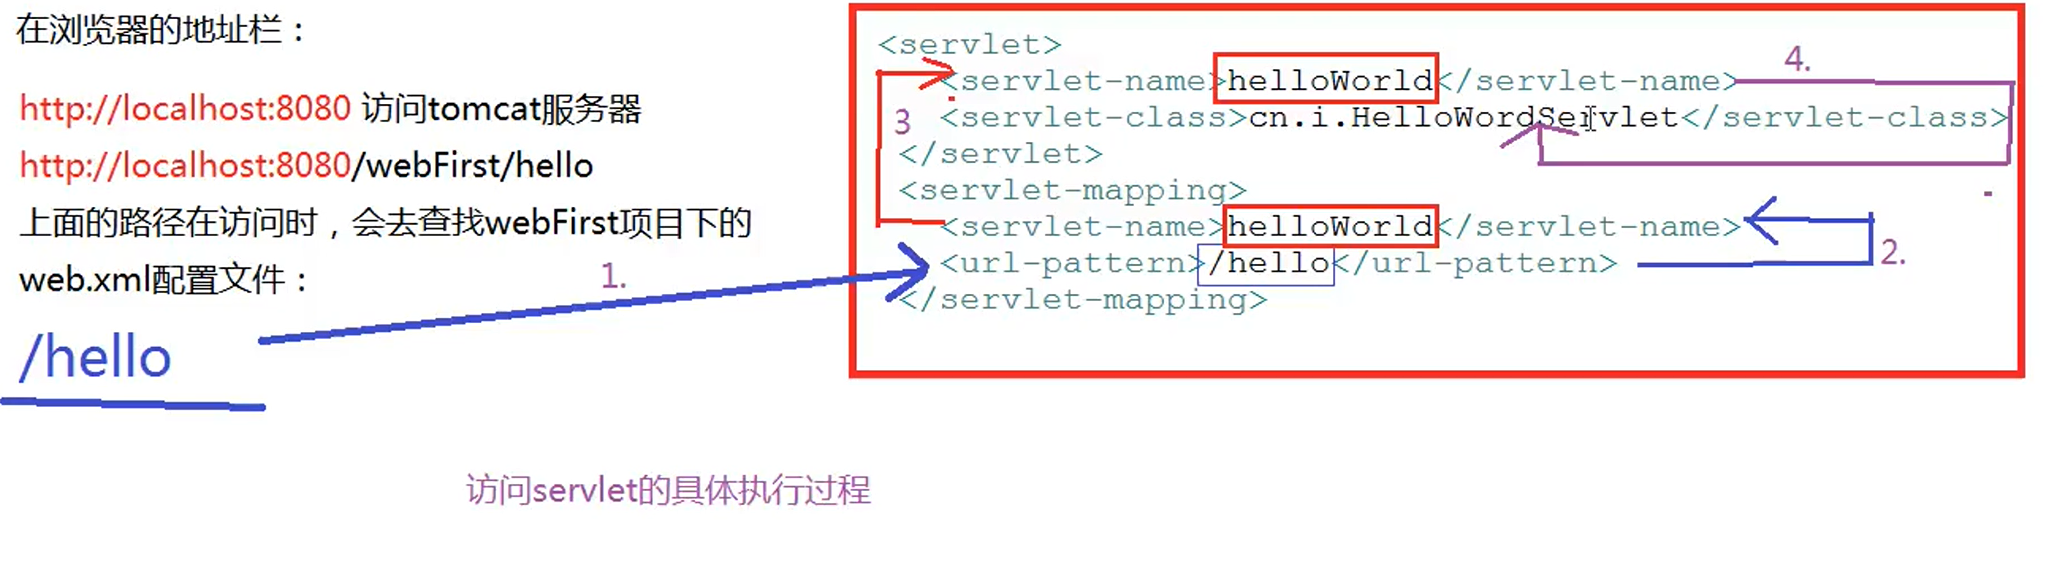 在浏览器的地址栏：
http://localhost:8080 访问tomcat服务器
http://localhost:8080/webFirst/hello
上面的路径在访问时，会去查找webFirst项目下的
web.xml配置文件：
/hello
1.
<servlet>
<servlet-name>helloWorld</servlet-name>
4.
3
<servlet-class>cn.i.HelloWordServlet</servlet-class>
</servlet>
<servlet-mapping>
<servlet-name>helloWorld</servlet-name>
<url-pattern>/hello</url-pattern>
2.
</servlet-mapping>
访问servlet的具体执行过程